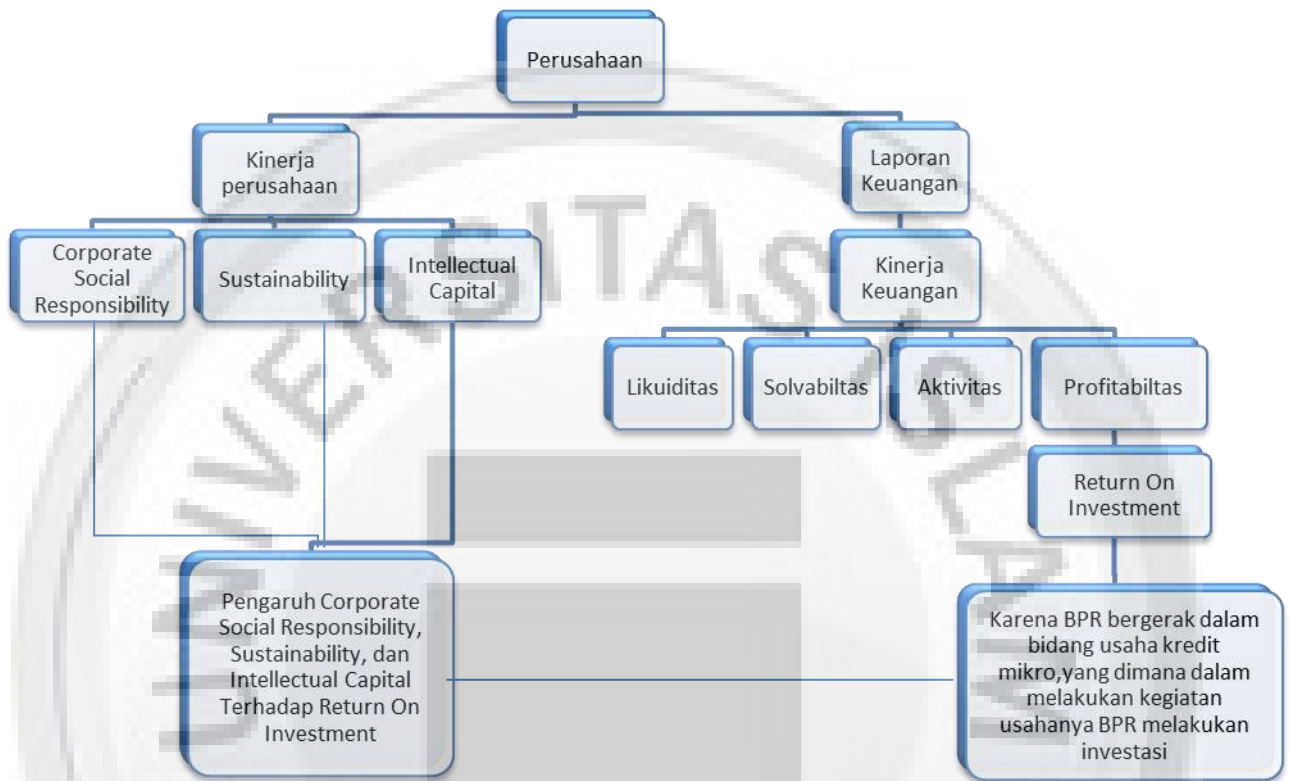 Perusahaan
Kinerja
perusahaan
Laporan
Keuangan
Corporate
Social
Responsibility
Sustainability
Intellectual
Capital
Kinerja
Keuangan
Likuiditas
Solvabiltas
Aktivitas
Profitabiltas
Return On
Investment
Pengaruh Corporate
Social Responsibility,
Sustainability, dan
Intellectual Capital
Terhadap Return On
Investment
Karena BPR bergerak dalam
bidang usaha kredit
mikro,yang dimana dalam
melakukan kegiatan
usahanya BPR melakukan
investasi
UNIVERSITAS ISLAM